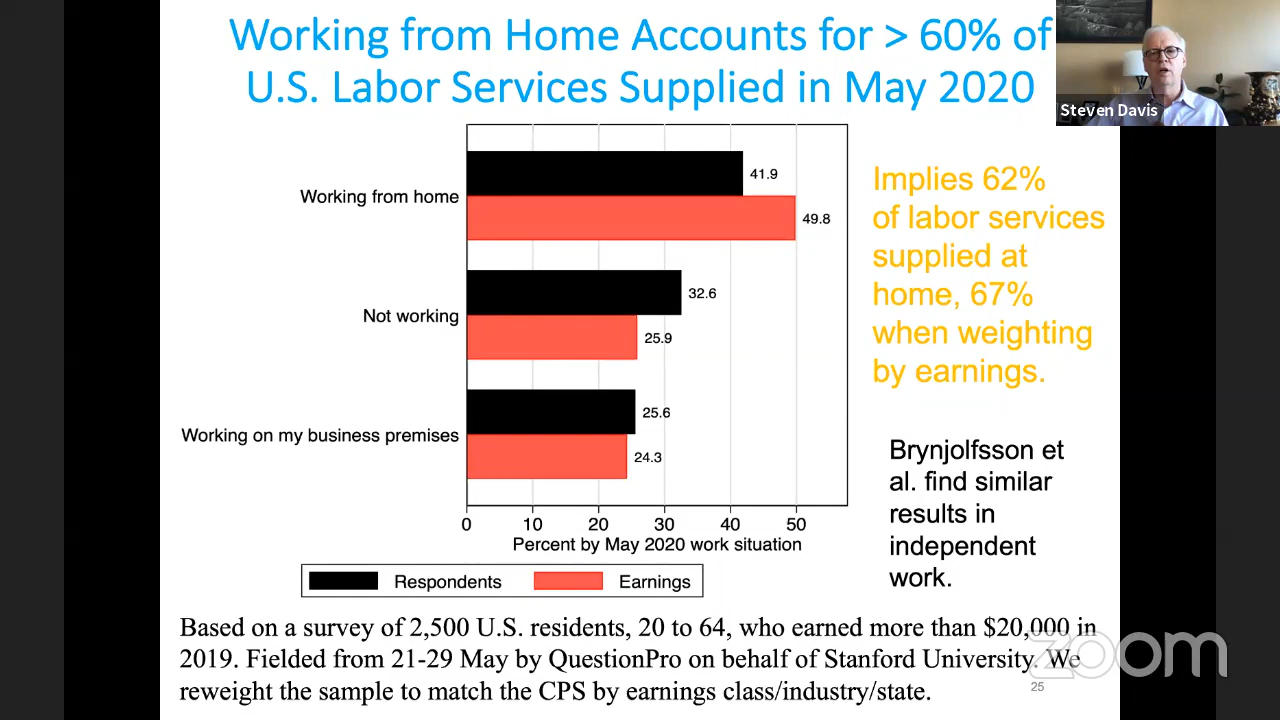 Working from Home Accounts for > 60% of
U.S. Labor Services Supplied in May 2020
Steven Davis
Working from home
41.9
49.8
Not working
32.6
25.9
Working on my business premises
25.6
24.3
0 10 20 30 40 50
Percent by May 2020 work situation
Respondents Earnings
Implies 62%
of labor services
supplied at
home, 67%
when weighting
by earnings.
Brynjolfsson et
al. find similar
results in
independent
work.
Based on a survey of 2,500 U.S. residents, 20 to 64, who earned more than $20,000 in
2019. Fielded from 21-29 May by QuestionPro on behalf of Stanford University. We
reweight the sample to match the CPS by earnings class/industry/state.
25
zoom